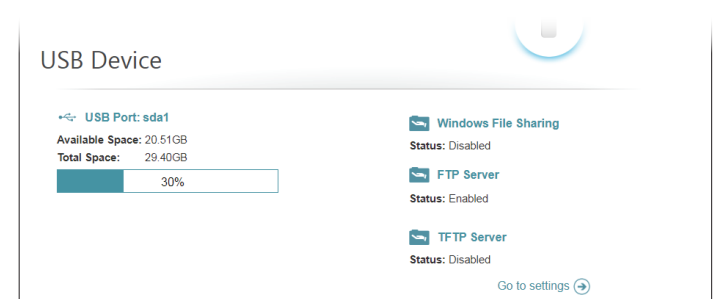 USB Device
USB Port: sda1
Available Space: 20.51GB
Total Space: 29.40GB
30%
Windows File Sharing
Status: Disabled
FTP Server
Status: Enabled
TFTP Server
Status: Disabled
Go to settings